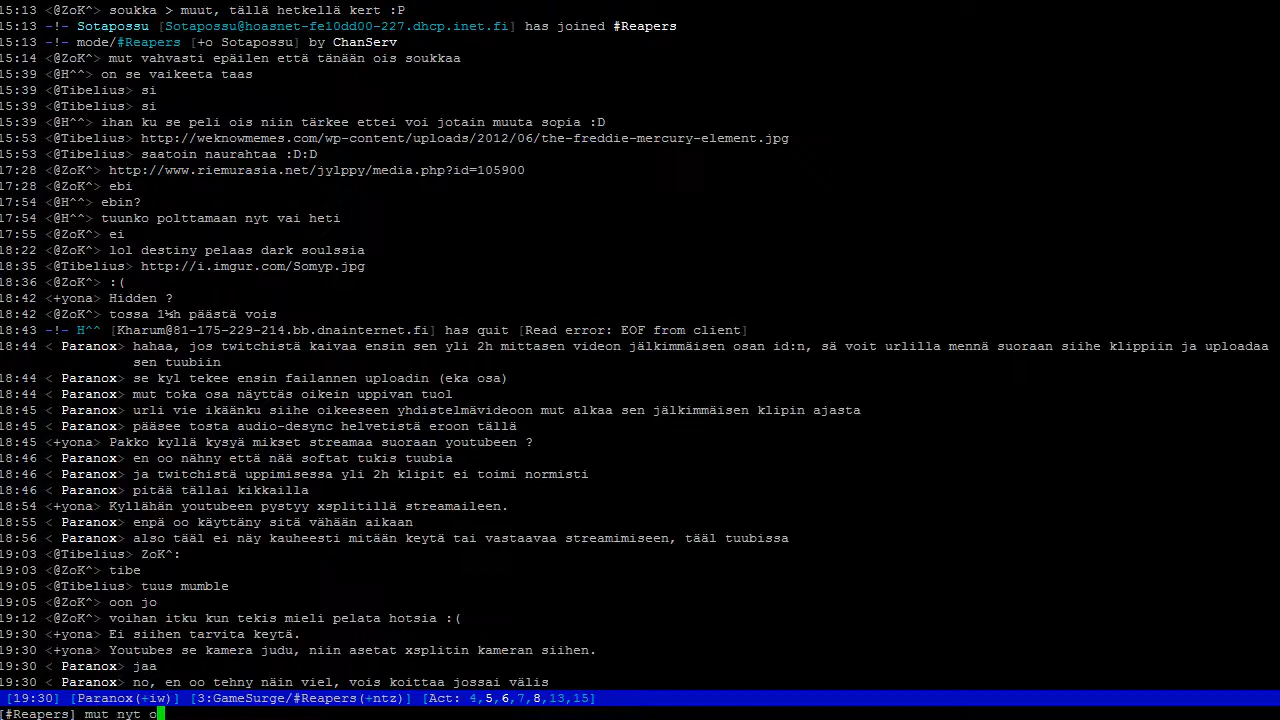 15:13 <@ZoK^> soukka > muut, tällä hetkellä kert :P
15:13 -!- Sotapossu [Sotapossu@hoasnet-fe10dd00-227.dhcp.inet.fi] has joined #Reapers
15:13 -!- mode/#Reapers [+o Sotapossu] by ChanServ
15:14 <@ZoK^> mut vahvasti epäilen että tänään ois soukkaa
15:39 <@H^^> on se vaikeeta taas
15:39 <@Tibelius> si
15:39 <@Tibelius> si
15:39 <@H^^> ihan ku se peli ois niin tärkee ettei voi jotain muuta sopia :D
15:53 <@Tibelius> http://weknowmemes.com/wp-content/uploads/2012/06/the-freddie-mercury-element.jpg
15:53 <@Tibelius> saatoin naurahtaa :D:D
17:28 <@ZoK^> http://www.riemurasia.net/jylppy/media.php?id=105900
17:28 <@ZoK^> ebi
17:54 <@H^^> ebin?
17:54 <@H^^> tuunko polttamaan nyt vai heti
17:55 <@ZoK^> ei
18:22 <@ZoK^> lol destiny pelaas dark soulssia
18:35 <@Tibelius> http://i.imgur.com/Somyp.jpg
18:36 <@ZoK^> :(
18:42 <+yona> Hidden ?
18:42 <@ZoK^> tossa 1½h päästä vois
18:43 -!- H^^ [Kharum@81-175-229-214.bb.dnainternet.fi] has quit [Read error: EOF from client]
18:44 < Paranox> hahaa, jos twitchistä kaivaa ensin sen yli 2h mittasen videon jälkimmäisen osan id:n, sä voit urlilla mennä suoraan siihe klippiin ja uploadaa
sen tuubiin
18:44 < Paranox> se kyl tekee ensin failannen uploadin (eka osa)
18:44 < Paranox> mut toka osa näyttäs oikein uppivan tuol
18:45 < Paranox> urli vie ikäänku siihe oikeeseen yhdistelmävideoon mut alkaa sen jälkimmäisen klipin ajasta
18:45 < Paranox> pääsee tosta audio-desync helvetistä eroon tällä
18:45 <+yona> Pakko kyllä kysyä mikset streamaa suoraan youtubeen ?
18:46 < Paranox> en oo nähny että nää softat tukis tuubia
18:46 < Paranox> ja twitchistä uppimisessa yli 2h klipit ei toimi normisti
18:46 < Paranox> pitää tällai kikkailla
18:54 <+yona> Kyllähän youtubeen pystyy xsplitillä streamaileen.
18:55 < Paranox> enpä oo käyttäny sitä vähään aikaan
18:56 < Paranox> also tääl ei näy kauheesti mitään keytä tai vastaavaa streamimiseen, tääl tuubissa
19:03 <@Tibelius> ZoK^:
19:03 <@ZoK^> tibe
19:05 <@Tibelius> tuus mumble
19:05 <@ZoK^> oon jo
19:12 <@ZoK^> voihan itku kun tekis mieli pelata hotsia :(
19:30 <+yona> Ei siihen tarvita keytä.
19:30 <+yona> Youtubes se kamera judu, niin asetat xsplitin kameran siihen.
19:30 < Paranox> jaa
19:30 < Paranox> no, en oo tehny näin viel, vois koittaa jossai välis
[19:30] [Paranox(+iw)] [3:GameSurge/#Reapers(+ntz)] [Act: 4,5,6,7,8,13,15]
[#Reapers] mut nyt o